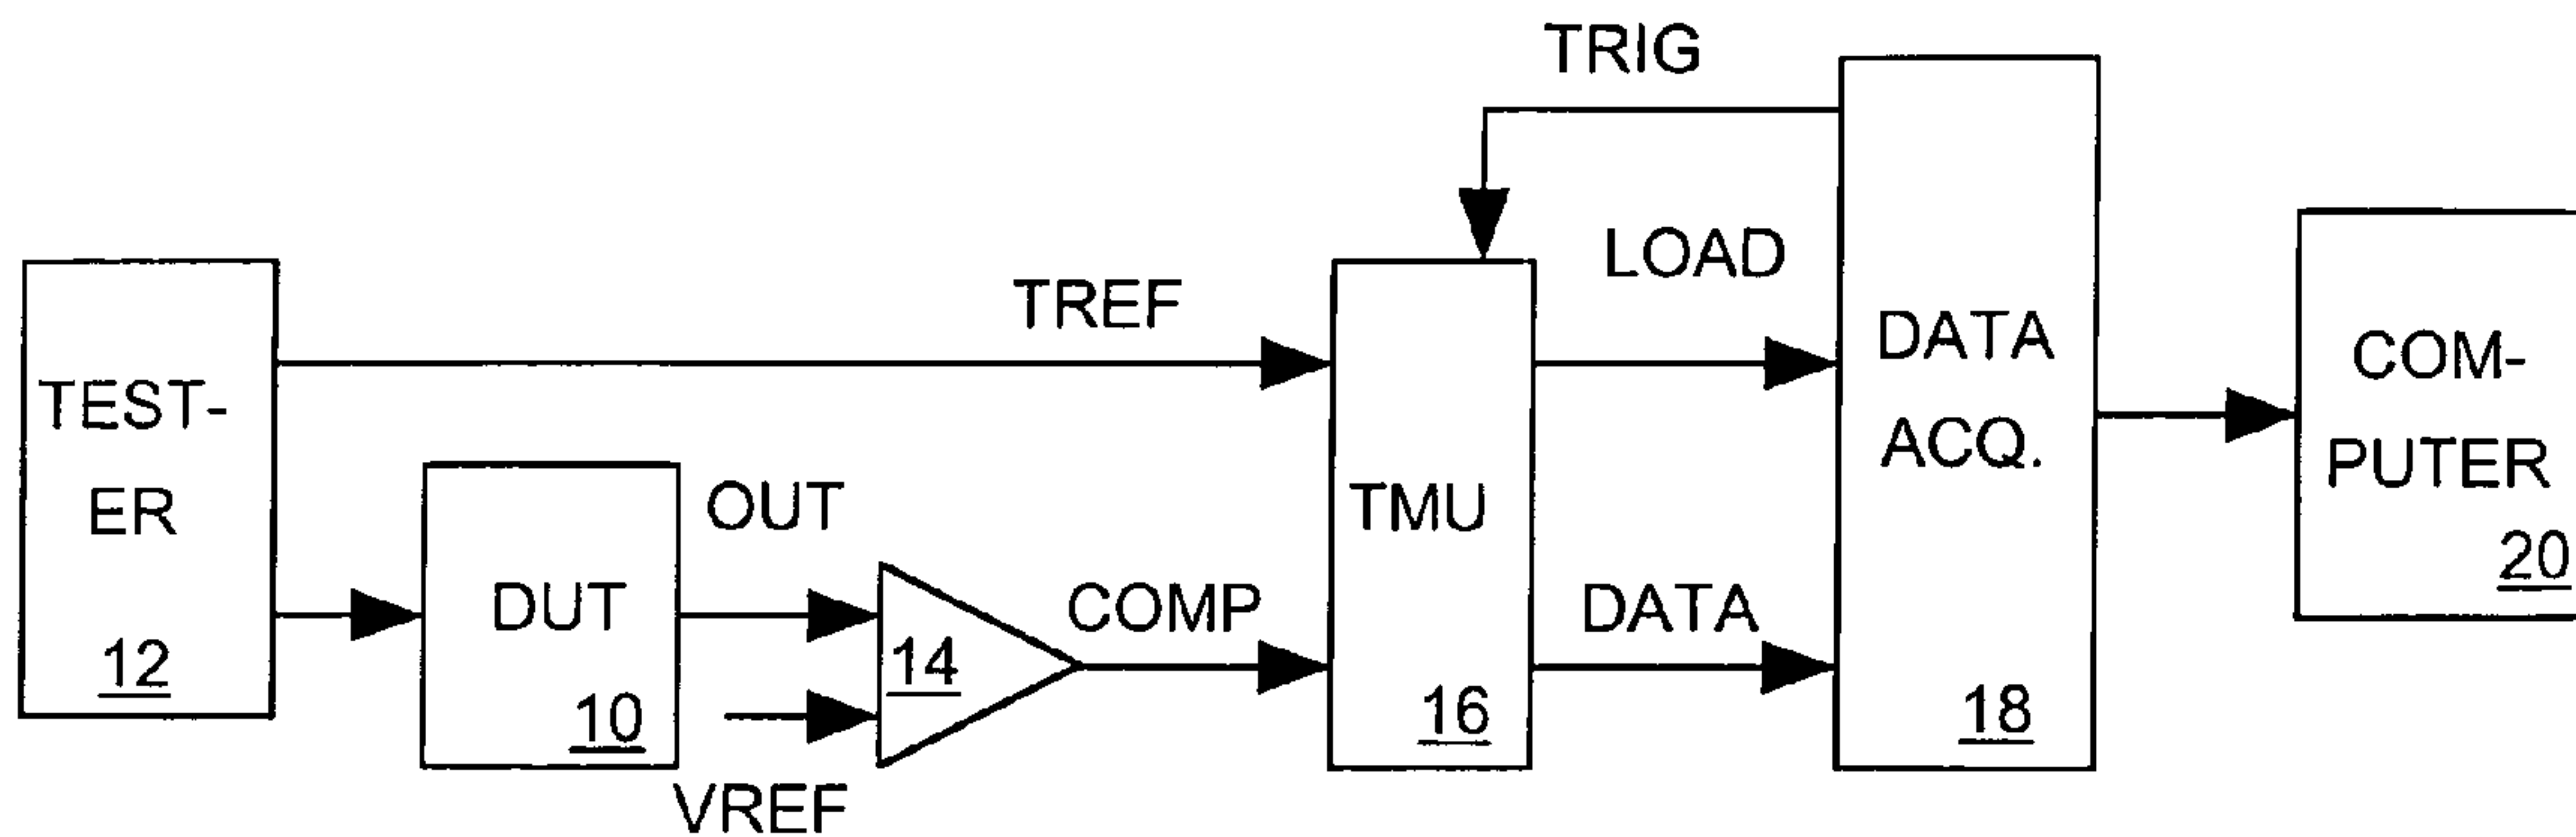 TRIG
LOAD
TREF
TEST-
ER
12
DUT
10
OUT
VREF
14
COMP
TMU
16
DATA
DATA
ACQ.
18
COM-
PUTER
20